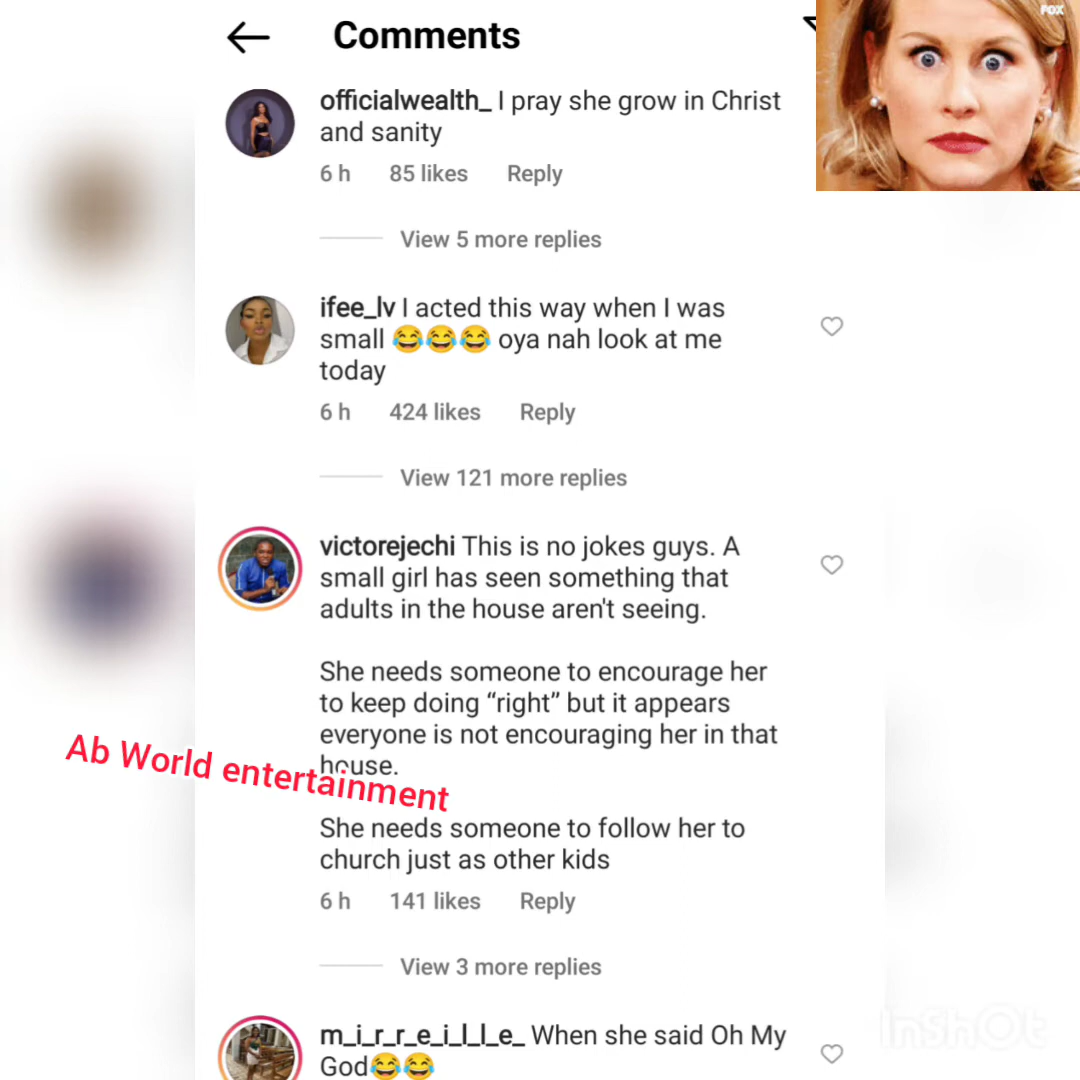 Comments
FOX
officialwealth_ I pray she grow in Christ
and sanity
6 h 85 likes Reply
View 5 more replies
ifee_lv I acted this way when I was
small 😂😂😂 oya nah look at me
today
6 h 424 likes Reply
View 121 more replies
victorejechi This is no jokes guys. A
small girl has seen something that
adults in the house aren't seeing.
She needs someone to encourage her
to keep doing “right” but it appears
everyone is not encouraging her in that
house.
Ab World entertainment
She needs someone to follow her to
church just as other kids
6 h 141 likes Reply
View 3 more replies
m_i_r_r_e_i_l_l_e_ When she said Oh My
God😂😂
InShOt